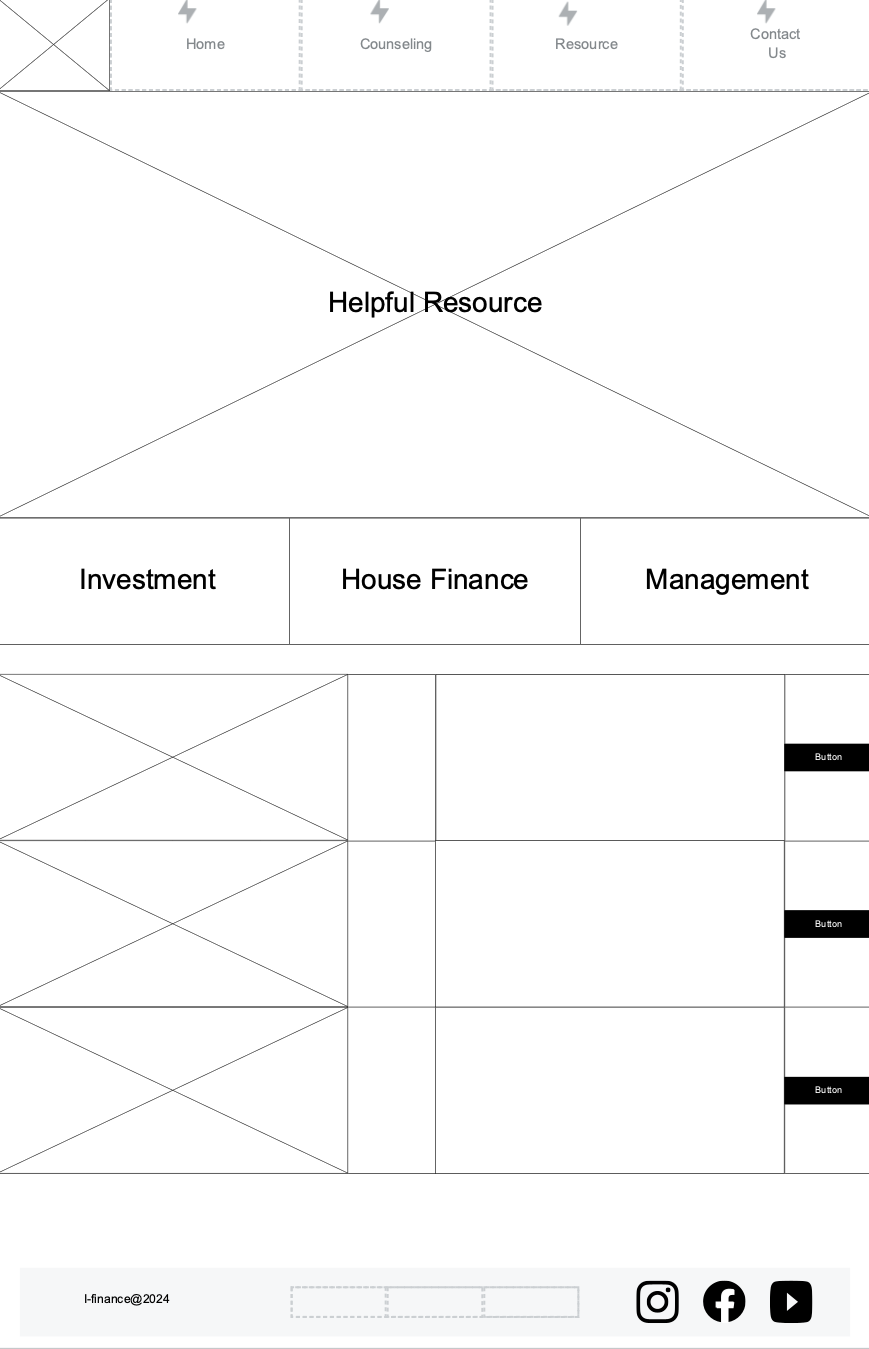 Home
Counseling
Resource
Contact
Us
Helpful Resource
Investment
House Finance
Management
Button
Button
Button
I-finance@2024